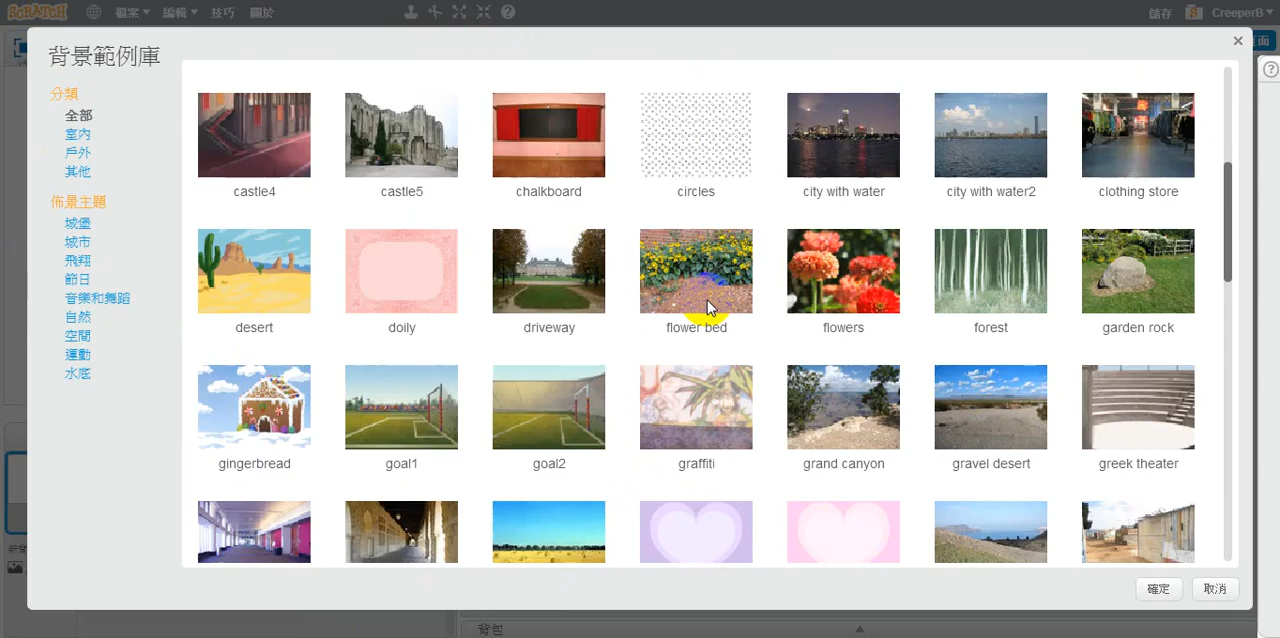 SCRATCH 檔案 編輯 技巧 關於 儲存 CreeperB
背景範例庫
分類
全部
室內
戶外
其他
佈景主題
城堡
城市
飛翔
節日
音樂和舞蹈
自然
空間
運動
水底
castle4 castle5 chalkboard circles city with water city with water2 clothing store
desert doily driveway flower bed flowers forest garden rock
gingerbread goal1 goal2 graffiti grand canyon gravel desert greek theater
確定 取消
背包